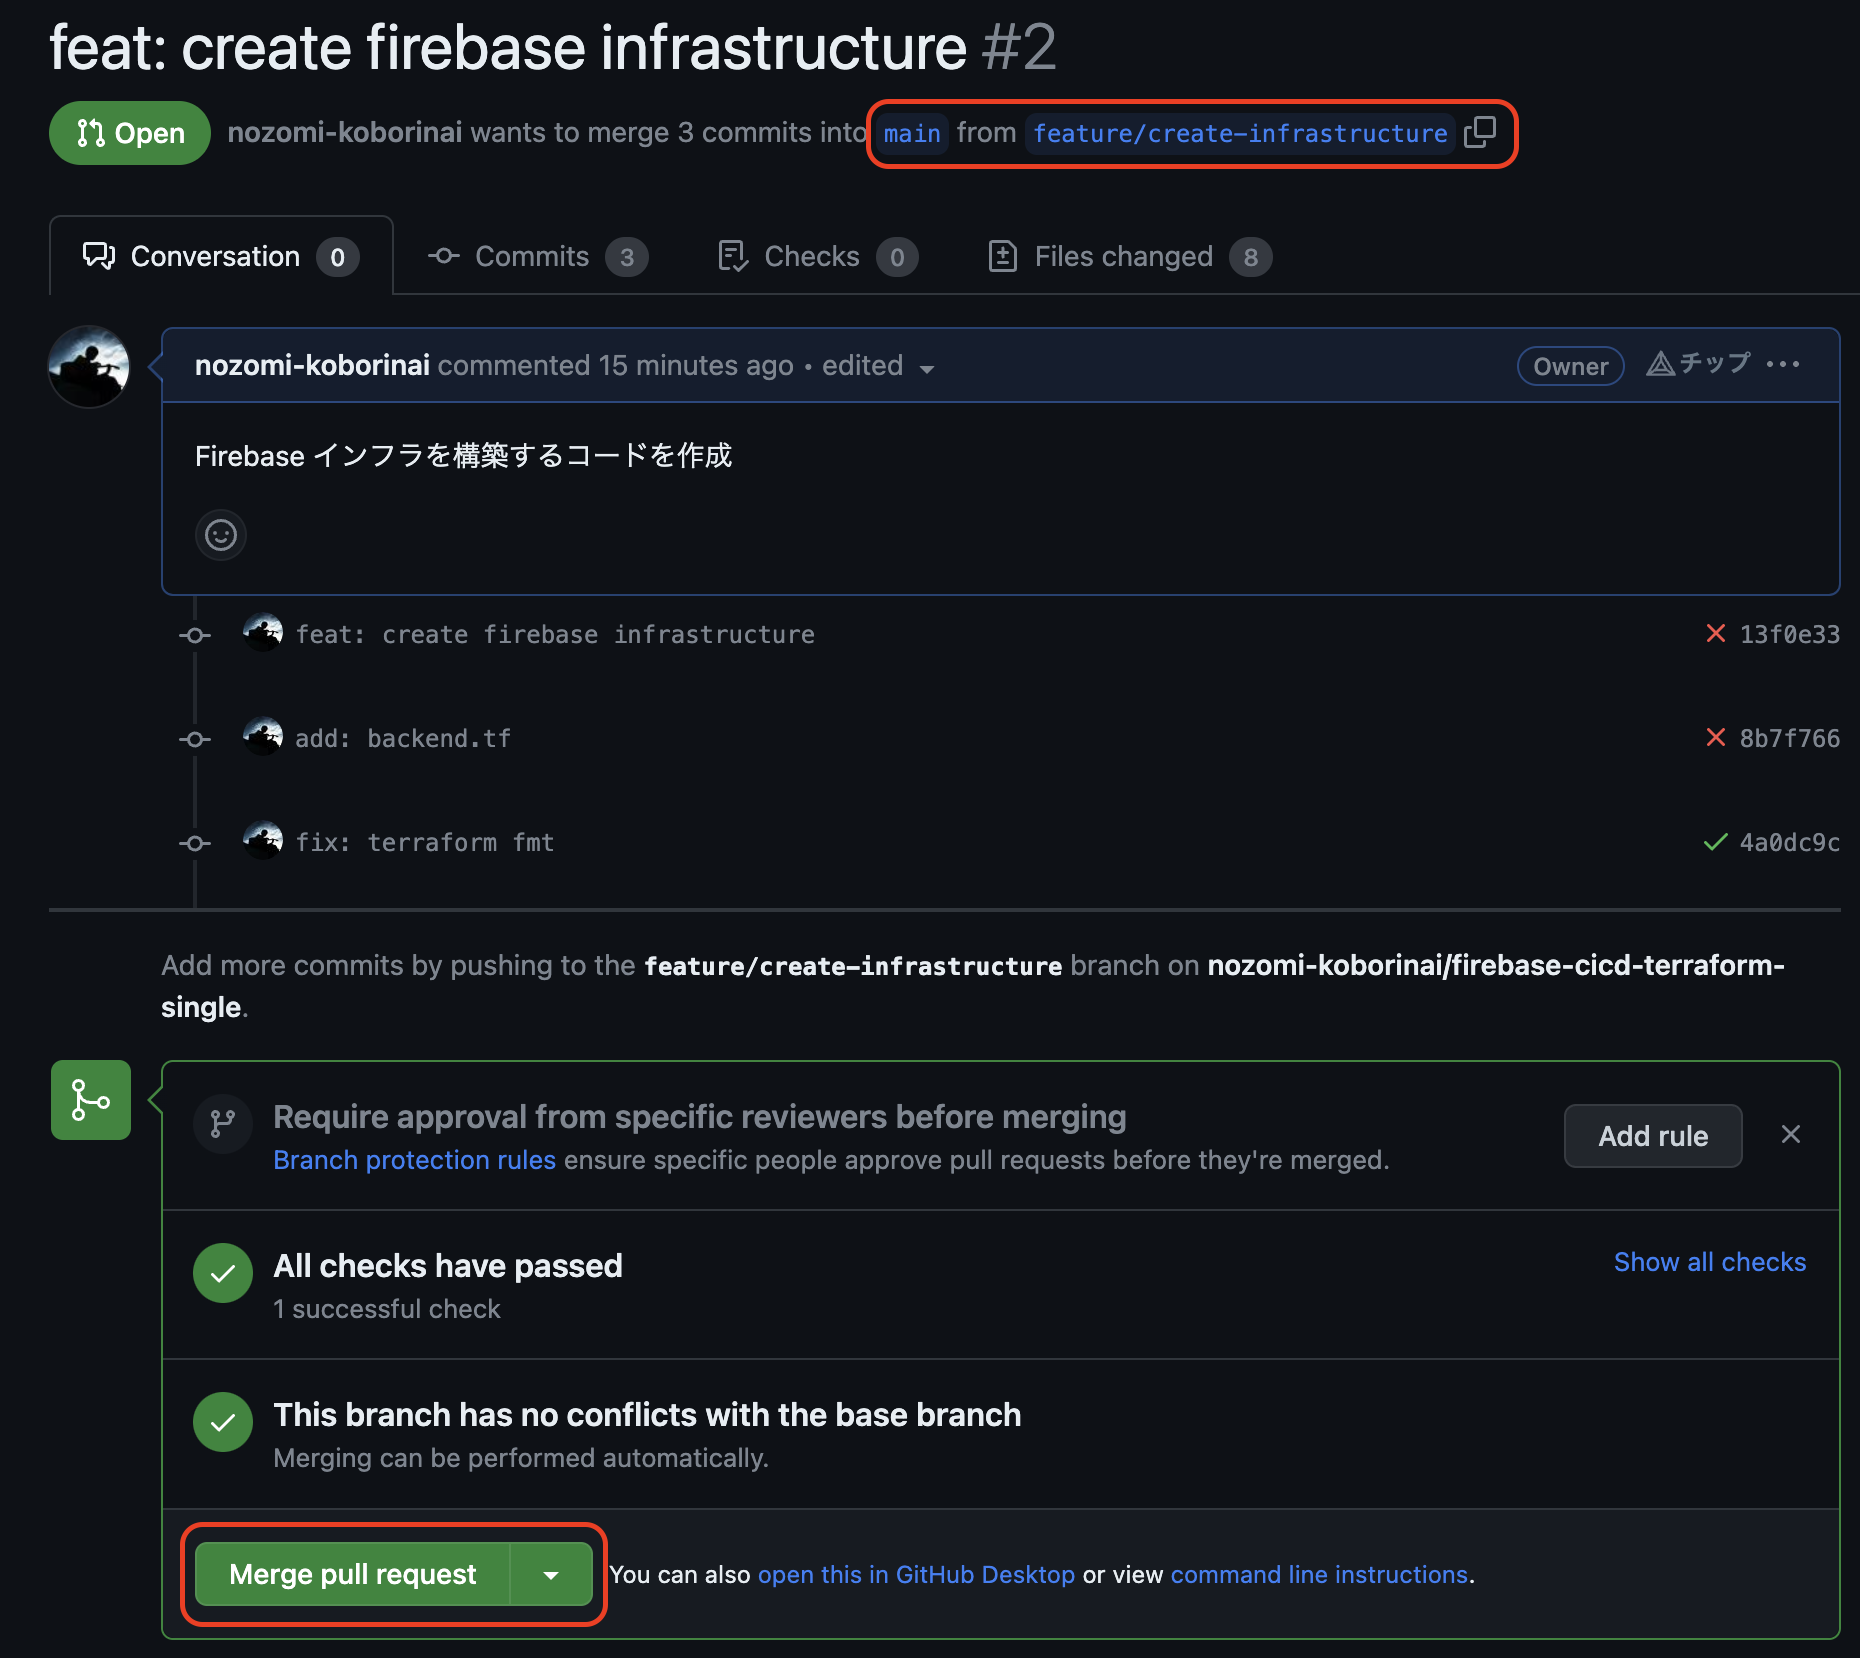 feat: create firebase infrastructure #2
Open nozomi-koborinai wants to merge 3 commits into main from feature/create-infrastructure
Conversation 0 Commits 3 Checks 0 Files changed 8
nozomi-koborinai commented 15 minutes ago • edited Owner チップ ...
Firebase インフラを構築するコードを作成
feat: create firebase infrastructure 13f0e33
add: backend.tf 8b7f766
fix: terraform fmt 4a0dc9c
Add more commits by pushing to the feature/create-infrastructure branch on nozomi-koborinai/firebase-cicd-terraform-
single.
Require approval from specific reviewers before merging
Branch protection rules ensure specific people approve pull requests before they're merged.
Add rule
All checks have passed
Show all checks
1 successful check
This branch has no conflicts with the base branch
Merging can be performed automatically.
Merge pull request You can also open this in GitHub Desktop or view command line instructions.